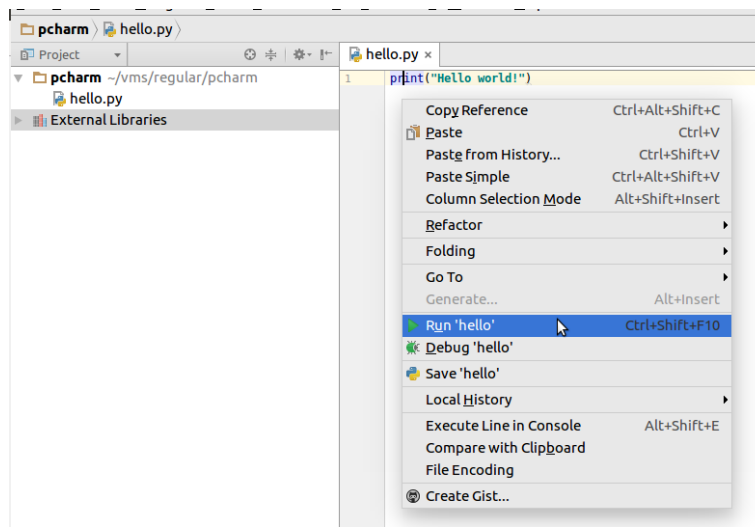 pcharm hello.py
Project
hello.py ×
pcharm ~/vms/regular/pcharm
hello.py
External Libraries
1 print("Hello world!")
Copy Reference Ctrl+Alt+Shift+C
Paste Ctrl+V
Paste from History... Ctrl+Shift+V
Paste Simple Ctrl+Alt+Shift+V
Column Selection Mode Alt+Shift+Insert
Refactor
Folding
Go To
Generate... Alt+Insert
Run 'hello' Ctrl+Shift+F10
Debug 'hello'
Save 'hello'
Local History
Execute Line in Console Alt+Shift+E
Compare with Clipboard
File Encoding
Create Gist...